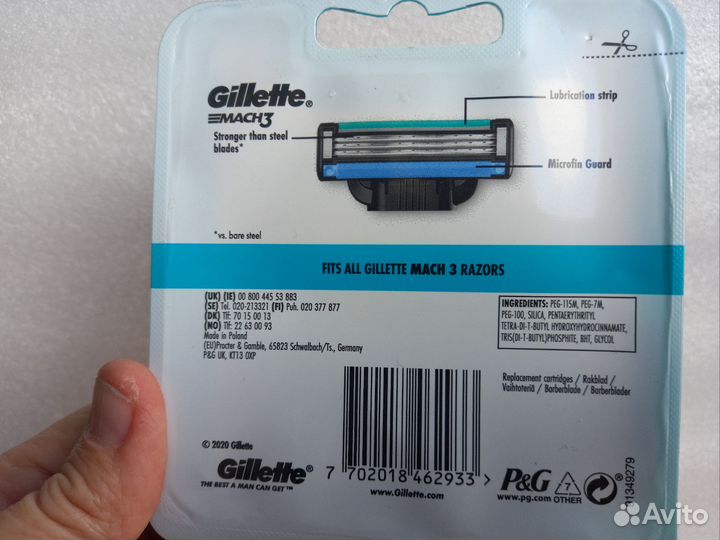 Gillette®
MACH3
Stronger than steel
blades*
Lubrication strip
Microfin Guard
*vs. bare steel
FITS ALL GILLETTE MACH 3 RAZORS
(UK) (IE) 00 800 445 53 883
(SE) Tel. 020-213321 (FI) Puh. 020 377 877
(DK) Tlf: 70 15 00 13
(NO) Tlf: 22 63 00 93
Made in Poland
(EU)Procter & Gamble, 65823 Schwalbach/Ts., Germany
P&G UK, KT13 0XP
INGREDIENTS: PEG-115M, PEG-7M,
PEG-100, SILICA, PENTAERYTHRITYL
TETRA-DI-T-BUTYL HYDROXYHYDROCINNAMATE,
TRIS(DI-T-BUTYL)PHOSPHITE, BHT, GLYCOL
Replacement cartridges / Rakblad /
Vaihtoteriä / Barberblade / Barberblader
© 2020 Gillette
Gillette®
THE BEST A MAN CAN GET™
7 702018 462933 >
www.Gillette.com
P&G
www.pg.com
7
OTHER
91349279
Avito